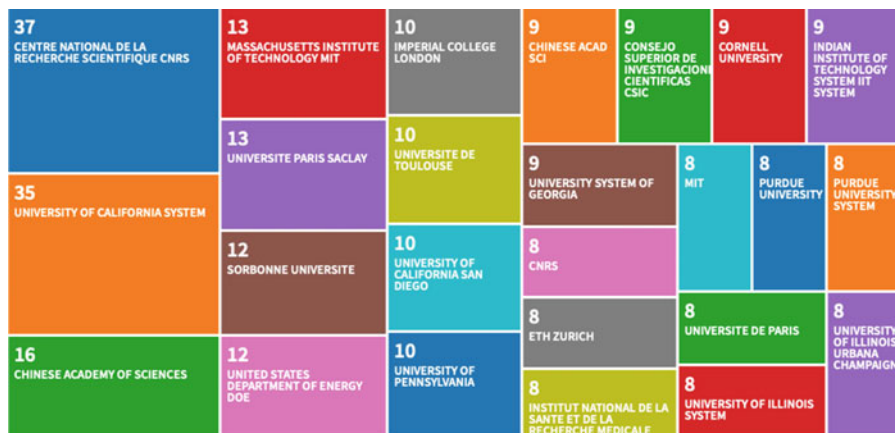 37
CENTRE NATIONAL DE LA
RECHERCHE SCIENTIFIQUE CNRS
35
UNIVERSITY OF CALIFORNIA SYSTEM
16
CHINESE ACADEMY OF SCIENCES
13
MASSACHUSETTS INSTITUTE
OF TECHNOLOGY MIT
13
UNIVERSITE PARIS SACLAY
12
SORBONNE UNIVERSITE
12
UNITED STATES
DEPARTMENT OF ENERGY
DOE
10
IMPERIAL COLLEGE
LONDON
10
UNIVERSITE DE
TOULOUSE
10
UNIVERSITY OF
CALIFORNIA SAN
DIEGO
10
UNIVERSITY OF
PENNSYLVANIA
9
CHINESE ACAD
SCI
9
CONSEJO
SUPERIOR DE
INVESTIGACIONI
CIENTIFICAS
CSIC
9
CORNELL
UNIVERSITY
9
INDIAN
INSTITUTE OF
TECHNOLOGY
SYSTEM IIT
SYSTEM
9
UNIVERSITY SYSTEM OF
GEORGIA
8
CNRS
8
ETH ZURICH
8
INSTITUT NATIONAL DE LA
SANTE ET DE LA
RECHERCHE MEDICALE
8
MIT
8
PURDUE
UNIVERSITY
8
PURDUE
UNIVERSITY
SYSTEM
8
UNIVERSITE DE PARIS
8
UNIVERSITY OF ILLINOIS
SYSTEM
8
UNIVERSITY
OF ILLINOIS
URBANA
CHAMPAIGN